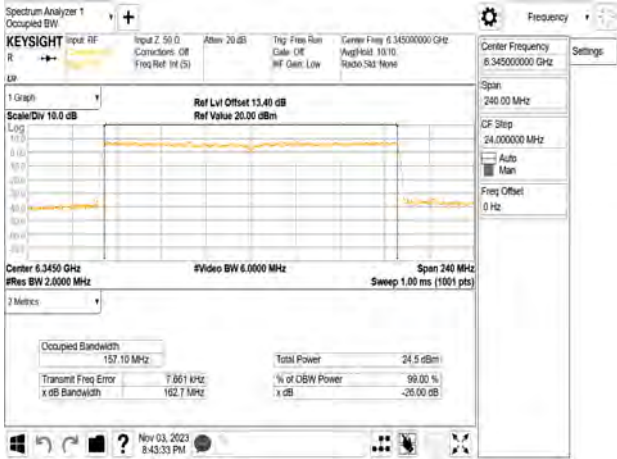 Spectrum Analyzer 1
Occupied BW
Frequency
KEYSIGHT Input: RF
R
Input Z: 50 Ω
Corrections: Off
Freq Ref: Int (S)
Atten: 20 dB
Trig: Free Run
Gate: Off
#IF Gain: Low
Center Freq: 6.345000000 GHz
Avg|Hold: 10/10
Radio Std: None
Center Frequency
6.345000000 GHz
Settings
Span
240.00 MHz
CF Step
24.000000 MHz
Auto
Man
Freq Offset
0 Hz
1 Graph
Scale/Div 10.0 dB
Log
Ref Lvl Offset 13.40 dB
Ref Value 20.00 dBm
Center 6.3450 GHz
#Res BW 2.0000 MHz
#Video BW 6.0000 MHz
Span 240 MHz
Sweep 1.00 ms (1001 pts)
2 Metrics
Occupied Bandwidth
157.10 MHz
Total Power 24.5 dBm
Transmit Freq Error 7.661 kHz
% of OBW Power 99.00 %
x dB Bandwidth 162.7 MHz
x dB -26.00 dB
Nov 03, 2023
8:43:33 PM